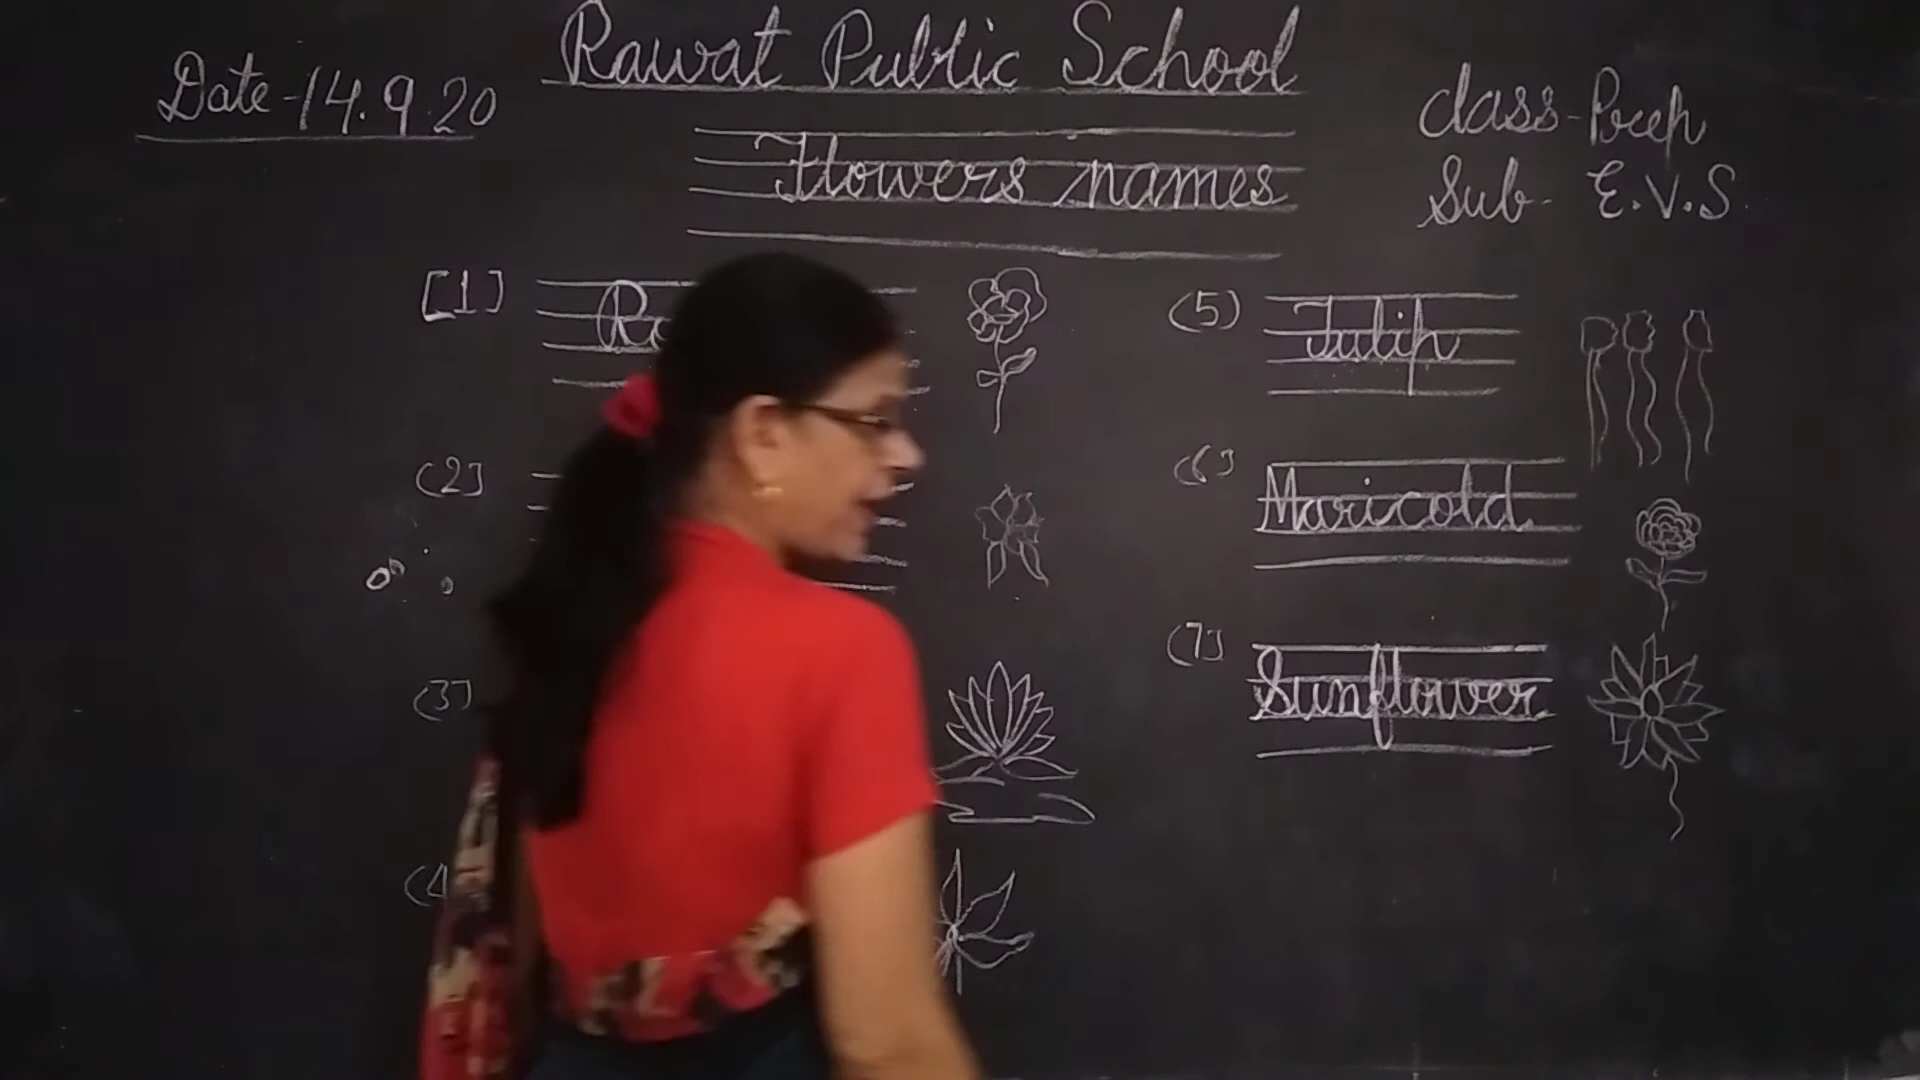 Rawat Public School
Date-14.9.20
Class-Prep
Sub- E.V.S.
Flowers names
[1]
(2)
(3)
(5) Tulip
(6) Maricold
(7) Sunflower